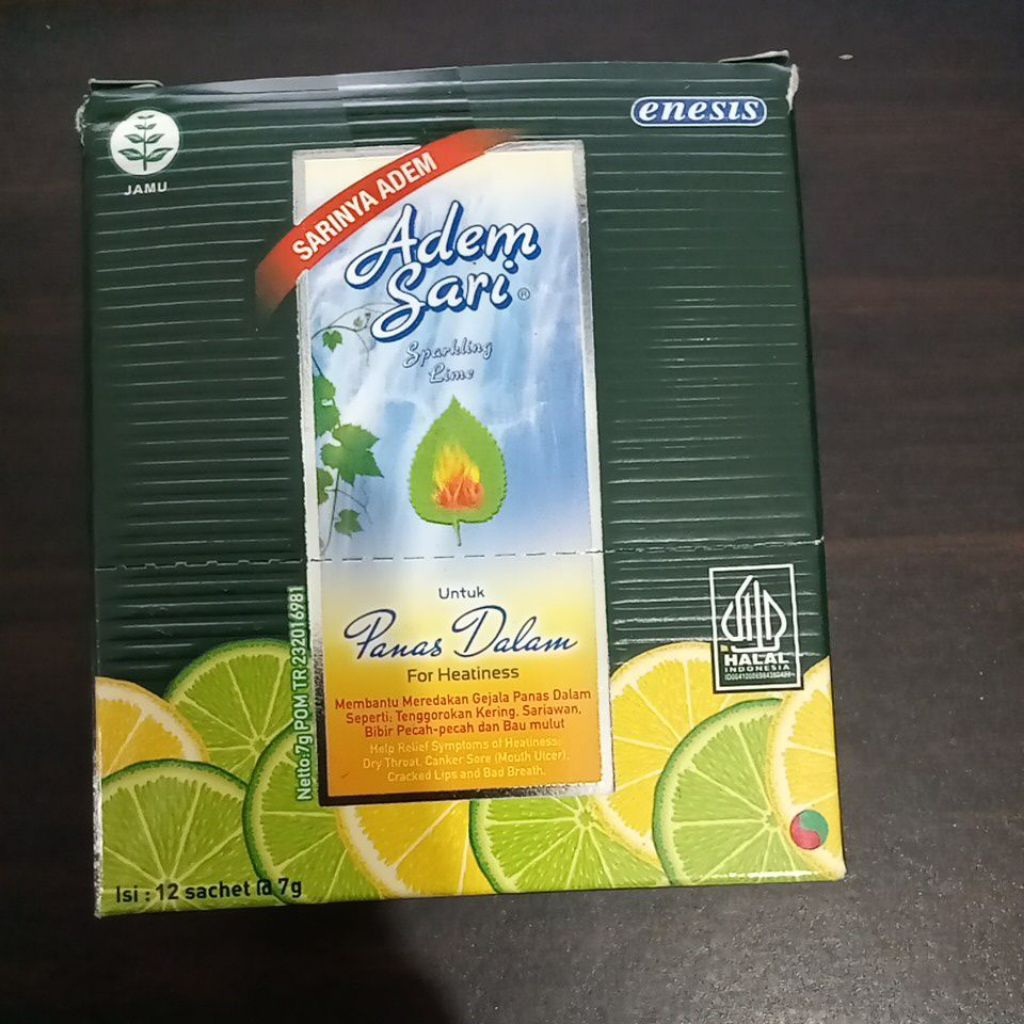 enesis
JAMU
SARINYA ADEM
Adem
Sari ®
Sparkling
Lime
Untuk
Panas Dalam
For Heatiness
Membantu Meredakan Gejala Panas Dalam
Seperti: Tenggorokan Kering, Sariawan,
Bibir Pecah-pecah dan Bau mulut
Help Relief Symptoms of Heatiness:
Dry Throat, Canker Sore (Mouth Ulcer),
Cracked Lips and Bad Breath.
Netto:7g POM TR:232016981
HALAL
INDONESIA
Isi : 12 sachet @ 7g